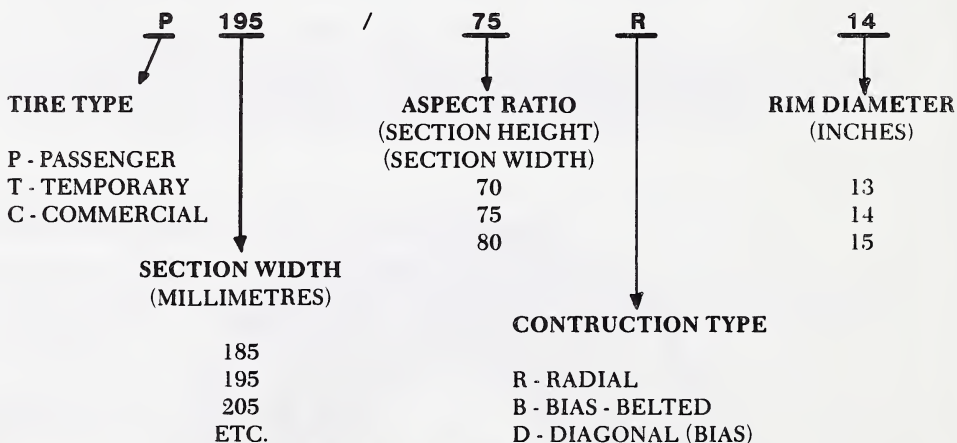 P 195 / 75 R 14
TIRE TYPE
P - PASSENGER
T - TEMPORARY
C - COMMERCIAL
SECTION WIDTH
(MILLIMETRES)
185
195
205
ETC.
ASPECT RATIO
(SECTION HEIGHT)
(SECTION WIDTH)
70
75
80
CONTRUCTION TYPE
R - RADIAL
B - BIAS - BELTED
D - DIAGONAL (BIAS)
RIM DIAMETER
(INCHES)
13
14
15